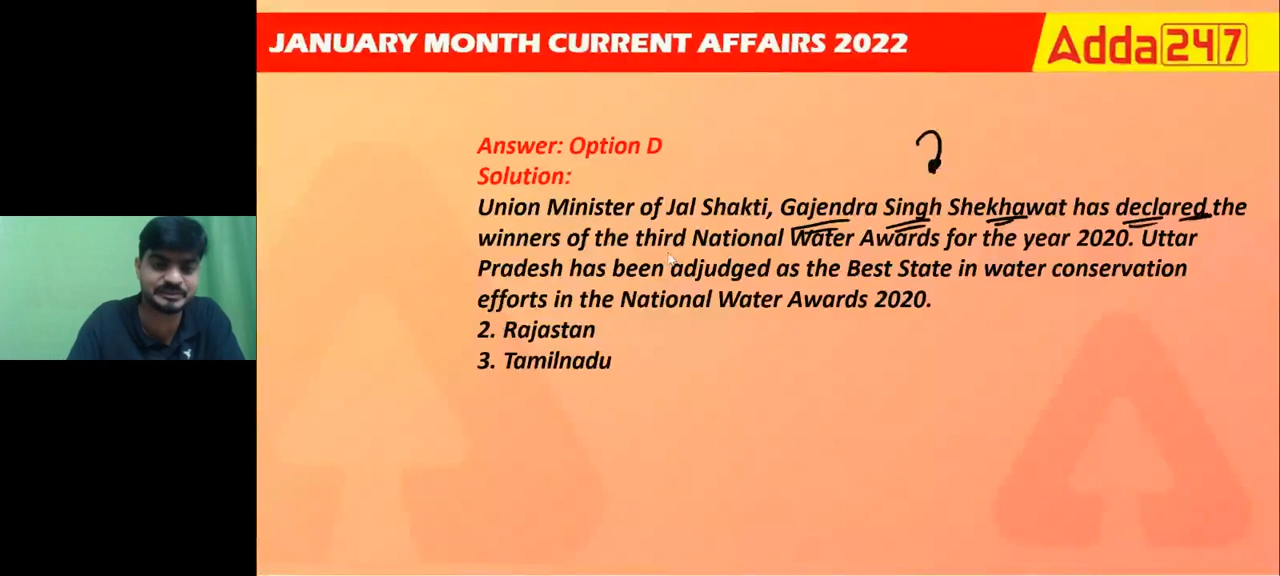 JANUARY MONTH CURRENT AFFAIRS 2022
Adda247
Answer: Option D
Solution:
Union Minister of Jal Shakti, Gajendra Singh Shekhawat has declared the
winners of the third National Water Awards for the year 2020. Uttar
Pradesh has been adjudged as the Best State in water conservation
efforts in the National Water Awards 2020.
2. Rajastan
3. Tamilnadu